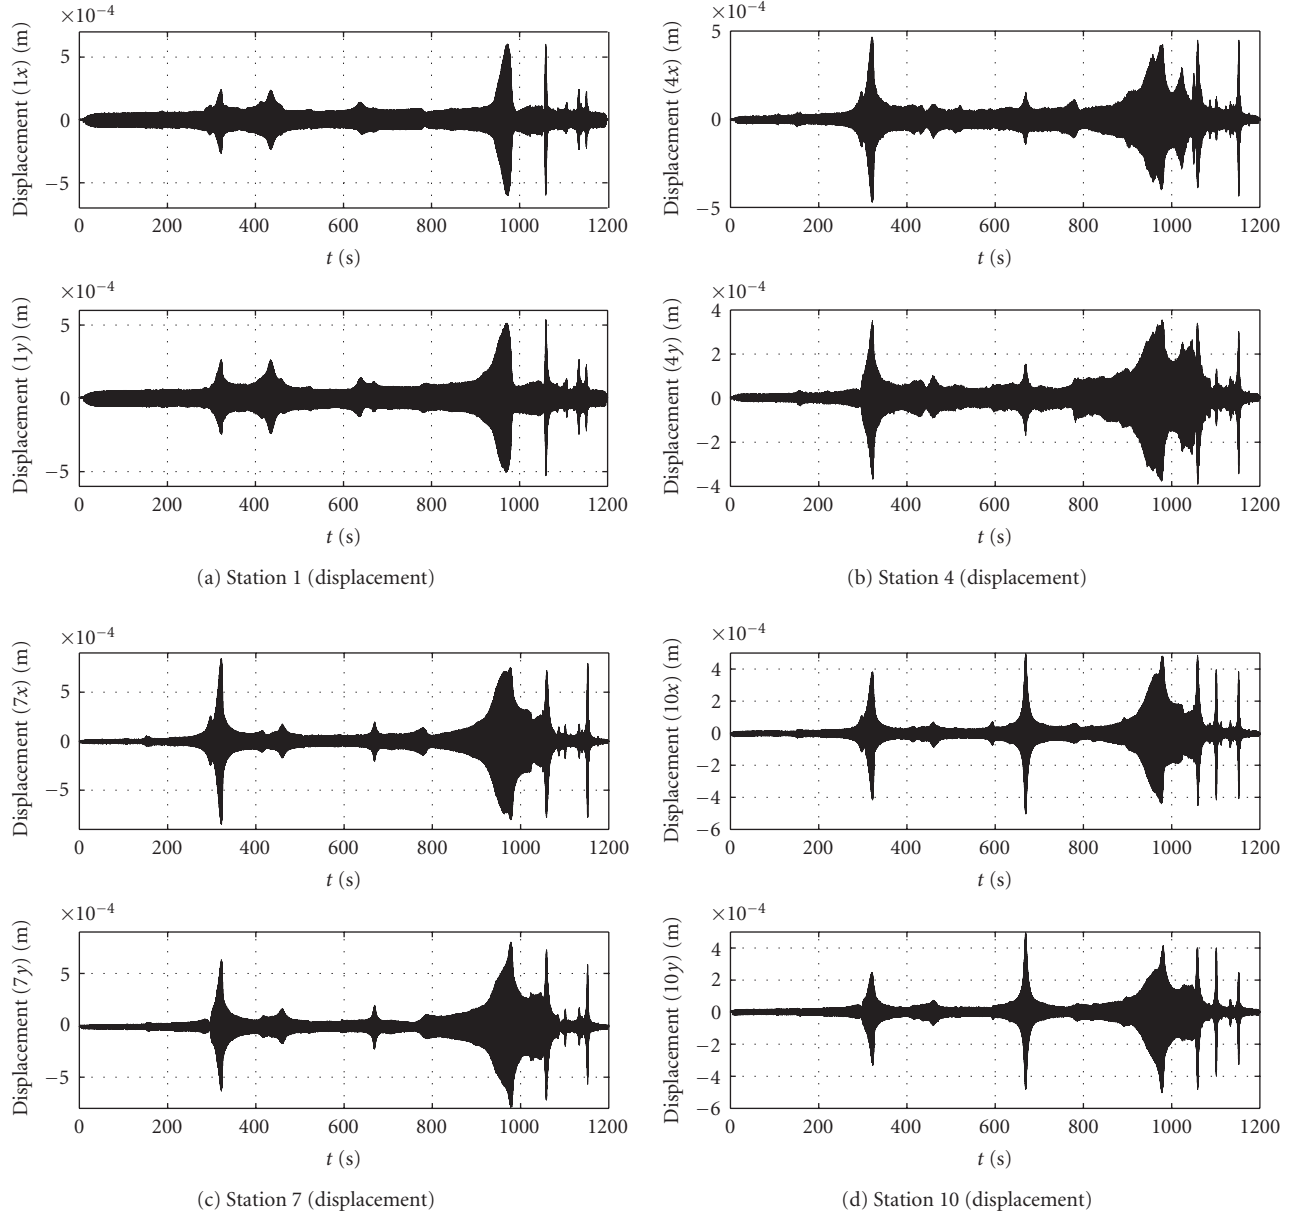 ×10−4
Displacement (1x) (m)
5
0
−5
0 200 400 600 800 1000 1200
t (s)
×10−4
Displacement (1y) (m)
5
0
−5
0 200 400 600 800 1000 1200
t (s)
(a) Station 1 (displacement)
×10−4
Displacement (4x) (m)
5
0
−5
0 200 400 600 800 1000 1200
t (s)
×10−4
Displacement (4y) (m)
4
2
0
−2
−4
0 200 400 600 800 1000 1200
t (s)
(b) Station 4 (displacement)
×10−4
Displacement (7x) (m)
5
0
−5
0 200 400 600 800 1000 1200
t (s)
×10−4
Displacement (7y) (m)
5
0
−5
0 200 400 600 800 1000 1200
t (s)
(c) Station 7 (displacement)
×10−4
Displacement (10x) (m)
4
2
0
−2
−4
−6
0 200 400 600 800 1000 1200
t (s)
×10−4
Displacement (10y) (m)
4
2
0
−2
−4
−6
0 200 400 600 800 1000 1200
t (s)
(d) Station 10 (displacement)